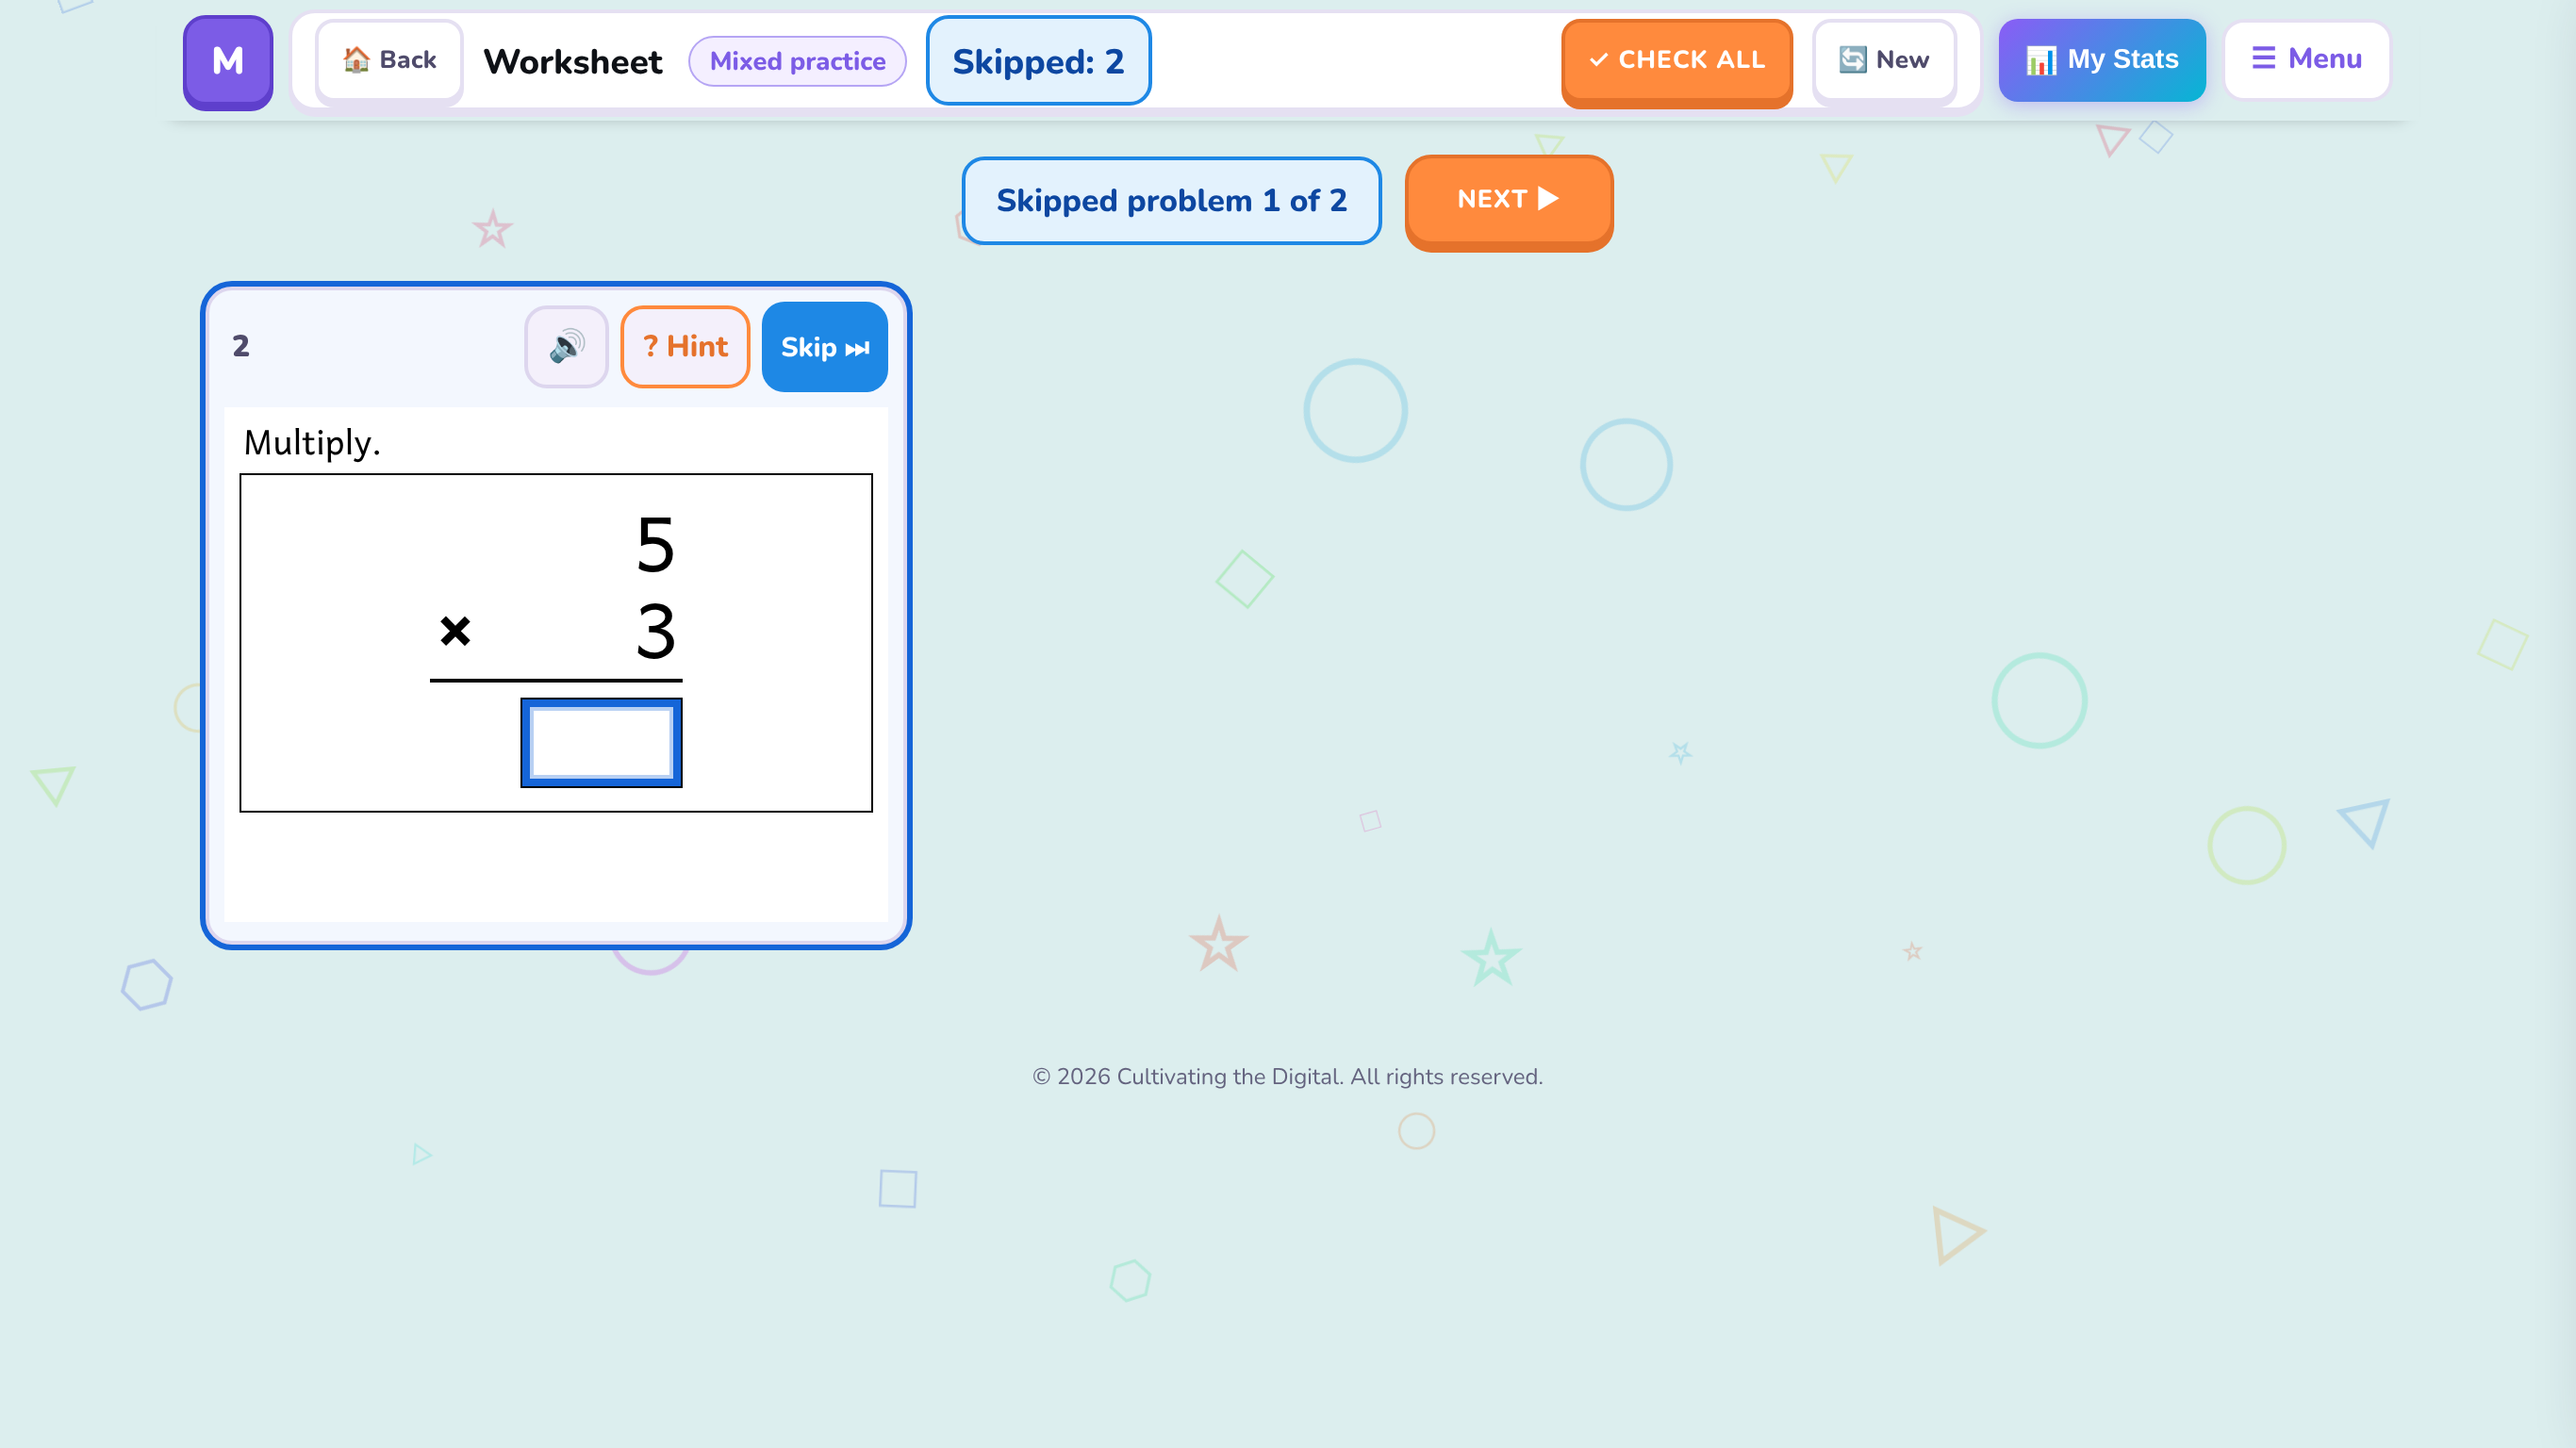 M
Back
Worksheet
Mixed practice
Skipped: 2
✓ CHECK ALL
New
My Stats
☰ Menu
Skipped problem 1 of 2
NEXT ▶
2
? Hint
Skip ⏭
Multiply.
5
× 3
© 2026 Cultivating the Digital. All rights reserved.